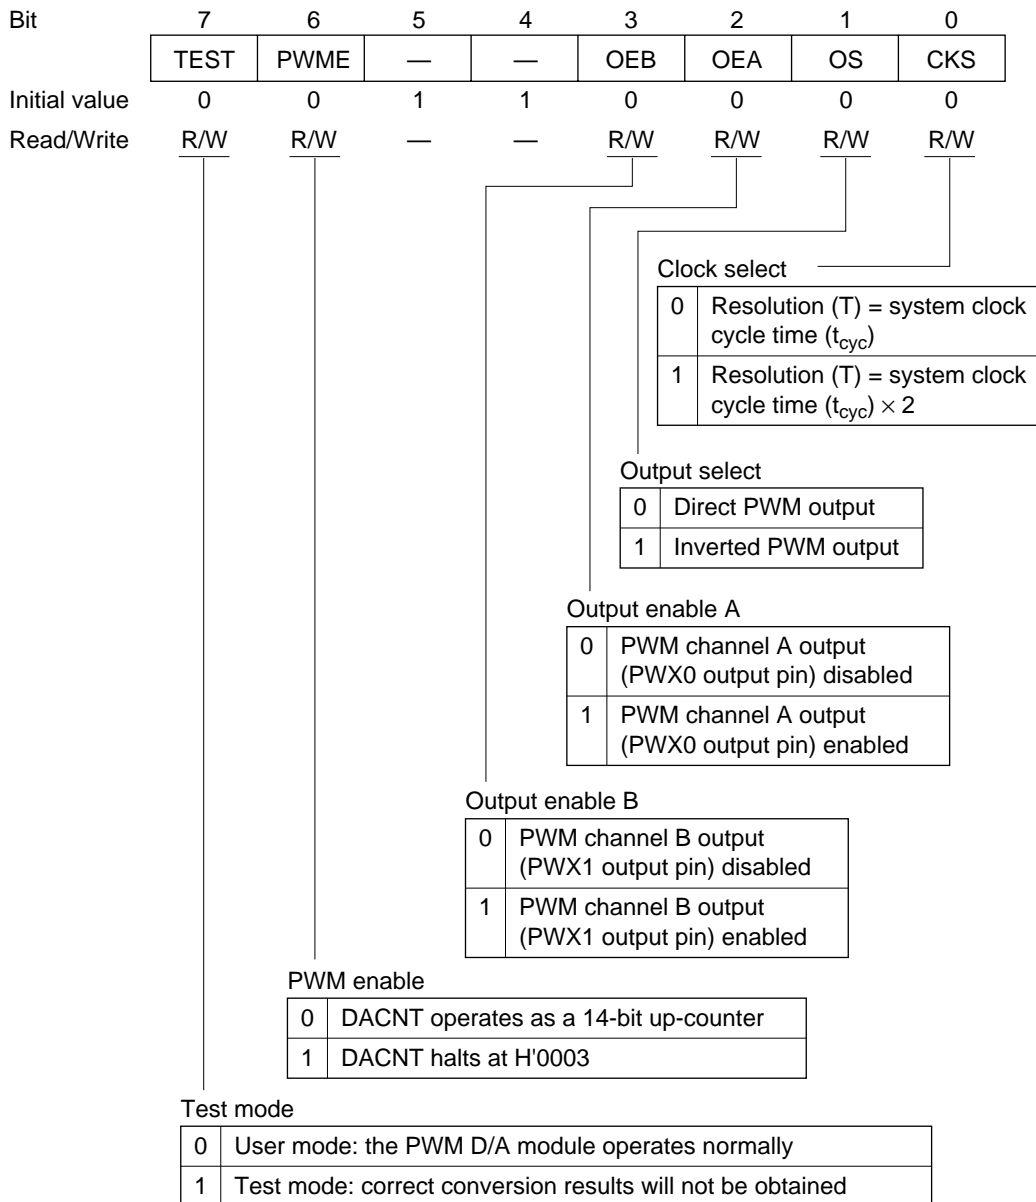 Bit 7 6 5 4 3 2 1 0
TEST PWME — — OEB OEA OS CKS
Initial value 0 0 1 1 0 0 0 0
Read/Write R/W R/W — — R/W R/W R/W R/W
Clock select
0 Resolution (T) = system clock
cycle time (tcyc)
1 Resolution (T) = system clock
cycle time (tcyc) × 2
Output select
0 Direct PWM output
1 Inverted PWM output
Output enable A
0 PWM channel A output
(PWX0 output pin) disabled
1 PWM channel A output
(PWX0 output pin) enabled
Output enable B
0 PWM channel B output
(PWX1 output pin) disabled
1 PWM channel B output
(PWX1 output pin) enabled
PWM enable
0 DACNT operates as a 14-bit up-counter
1 DACNT halts at H'0003
Test mode
0 User mode: the PWM D/A module operates normally
1 Test mode: correct conversion results will not be obtained